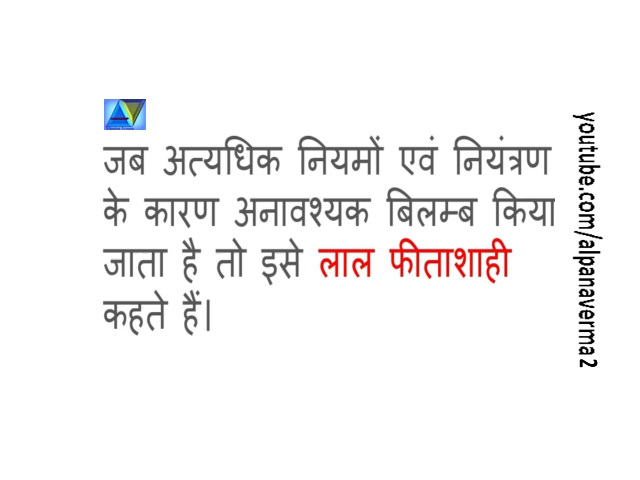 जब अत्यधिक नियमों एवं नियंत्रण
के कारण अनावश्यक बिलम्ब किया
जाता है तो इसे लाल फीताशाही
कहते हैं।
youtube.com/alpanaverma2